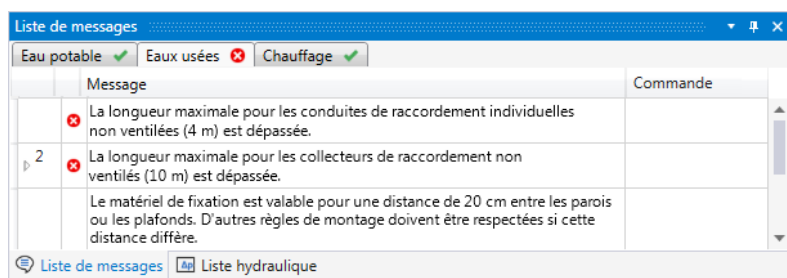 Liste de messages
Eau potable Eaux usées Chauffage
Message Commande
La longueur maximale pour les conduites de raccordement individuelles
non ventilées (4 m) est dépassée.
2 La longueur maximale pour les collecteurs de raccordement non
ventilés (10 m) est dépassée.
Le matériel de fixation est valable pour une distance de 20 cm entre les parois
ou les plafonds. D'autres règles de montage doivent être respectées si cette
distance diffère.
Liste de messages Δp Liste hydraulique